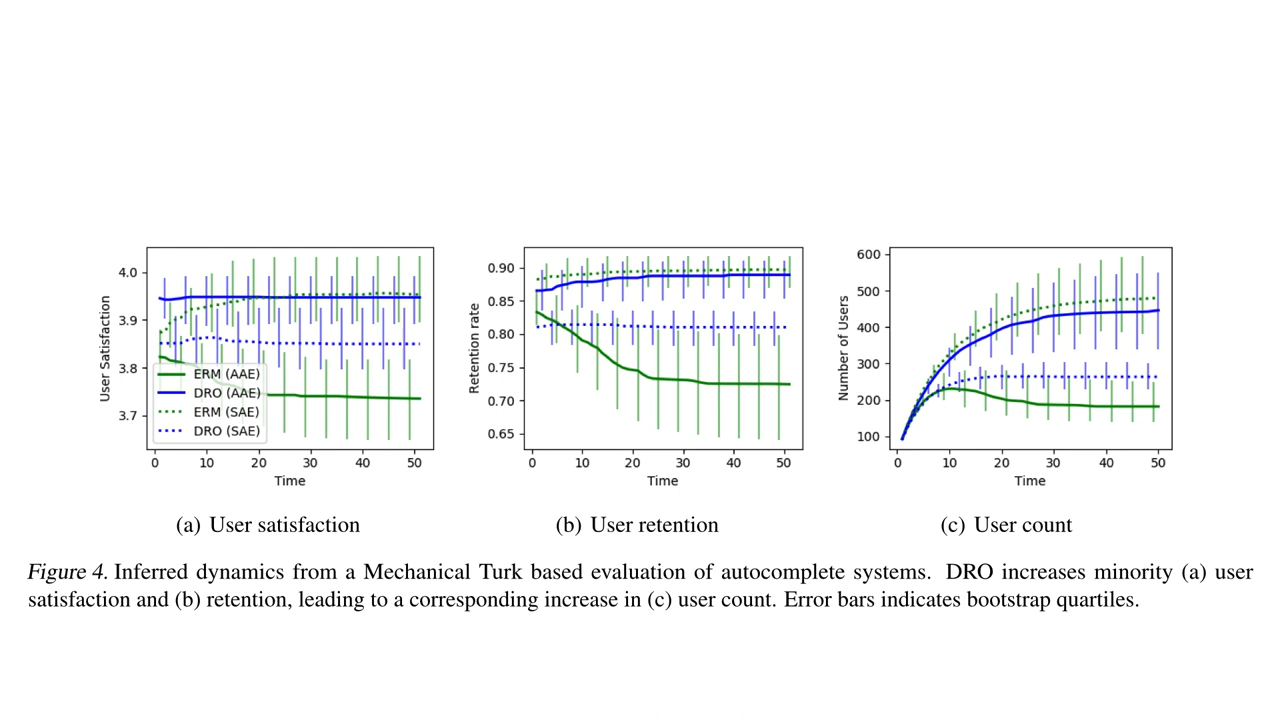 4.0
3.9
3.8
3.7
User Satisfaction
ERM (AAE)
DRO (AAE)
ERM (SAE)
DRO (SAE)
0 10 20 30 40 50
Time
0.90
0.85
0.80
0.75
0.70
0.65
Retention rate
0 10 20 30 40 50
Time
600
500
400
300
200
100
Number of Users
0 10 20 30 40 50
Time
(a) User satisfaction
(b) User retention
(c) User count
Figure 4. Inferred dynamics from a Mechanical Turk based evaluation of autocomplete systems. DRO increases minority (a) user
satisfaction and (b) retention, leading to a corresponding increase in (c) user count. Error bars indicates bootstrap quartiles.